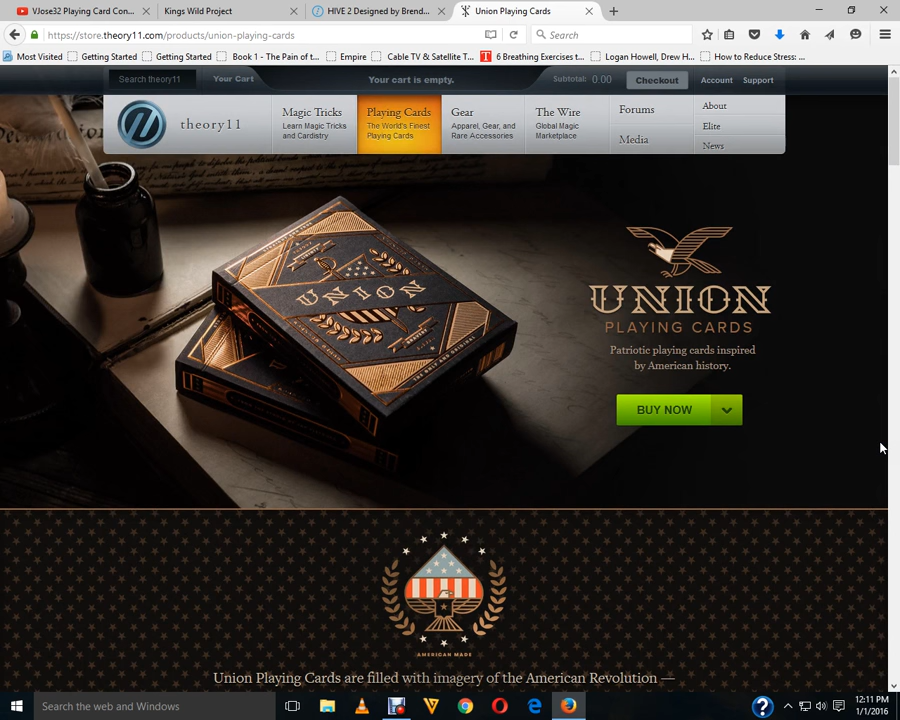 VJose32 Playing Card Con...
Kings Wild Project
HIVE 2 Designed by Brend...
Union Playing Cards
https://store.theory11.com/products/union-playing-cards
Search
Most Visited
Getting Started
Getting Started
Book 1 - The Pain of t...
Empire
Cable TV & Satellite T...
6 Breathing Exercises t...
Logan Howell, Drew H...
How to Reduce Stress: ...
Search theory11
Your Cart
Your cart is empty.
Subtotal: 0.00
Checkout
Account
Support
theory11
Magic Tricks
Learn Magic Tricks
and Cardistry
Playing Cards
The World's Finest
Playing Cards
Gear
Apparel, Gear, and
Rare Accessories
The Wire
Global Magic
Marketplace
Forums
Media
About
Elite
News
UNION
UNION
PLAYING CARDS
Patriotic playing cards inspired
by American history.
BUY NOW
AMERICAN MADE
Union Playing Cards are filled with imagery of the American Revolution —
Search the web and Windows
12:11 PM
1/1/2016